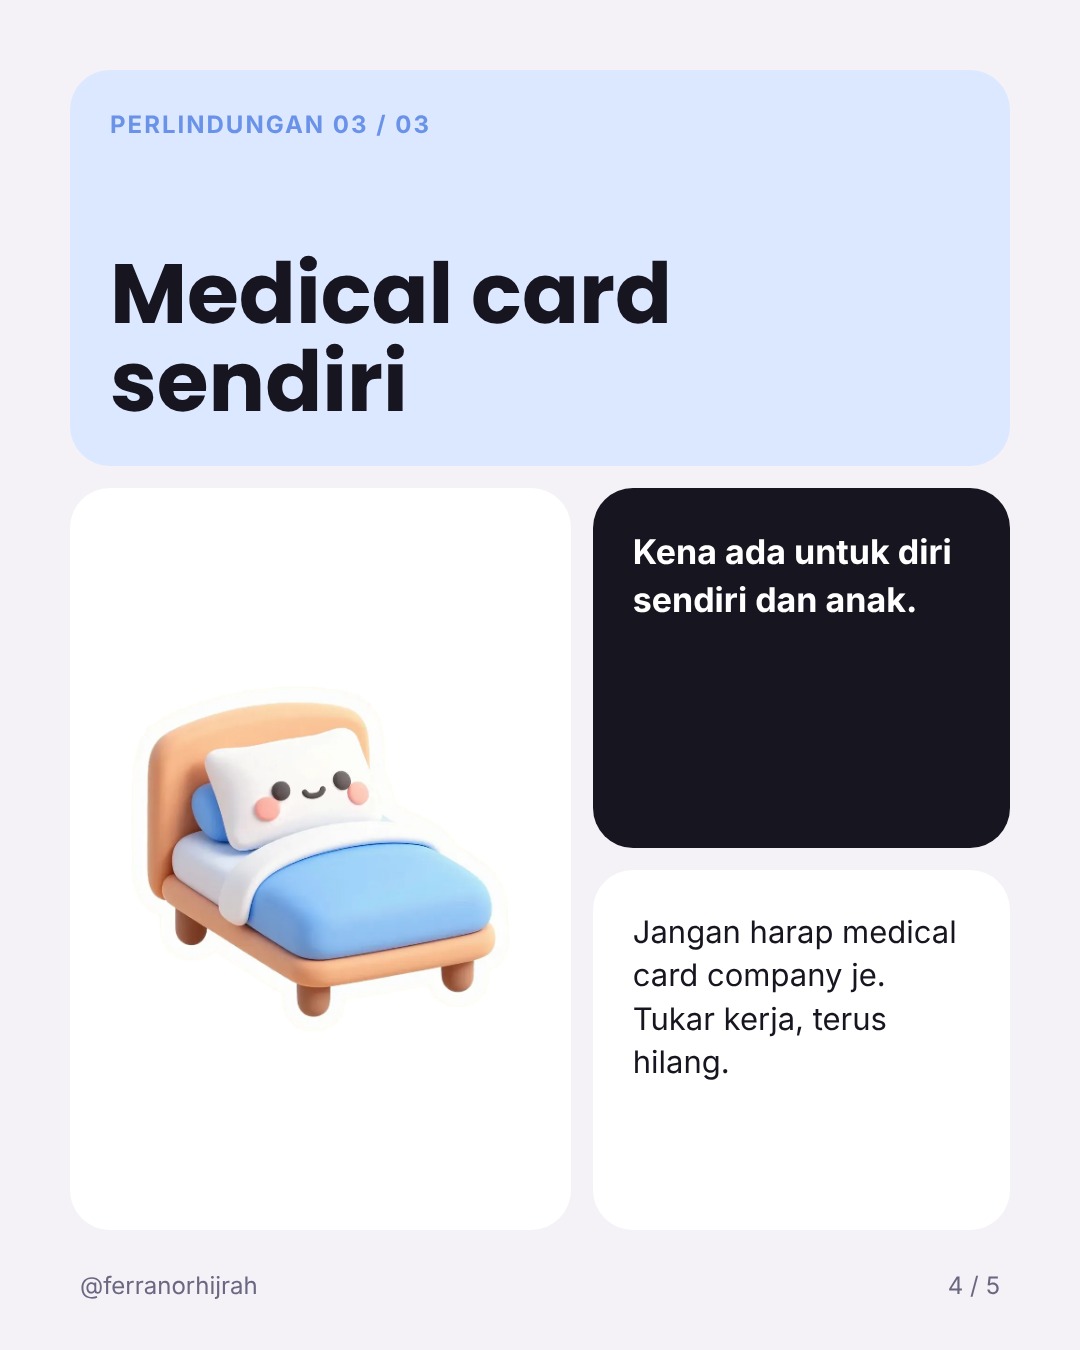 PERLINDUNGAN 03 / 03
Medical card
sendiri
Kena ada untuk diri
sendiri dan anak.
Jangan harap medical
card company je.
Tukar kerja, terus
hilang.
@ferranorhijrah
4 / 5